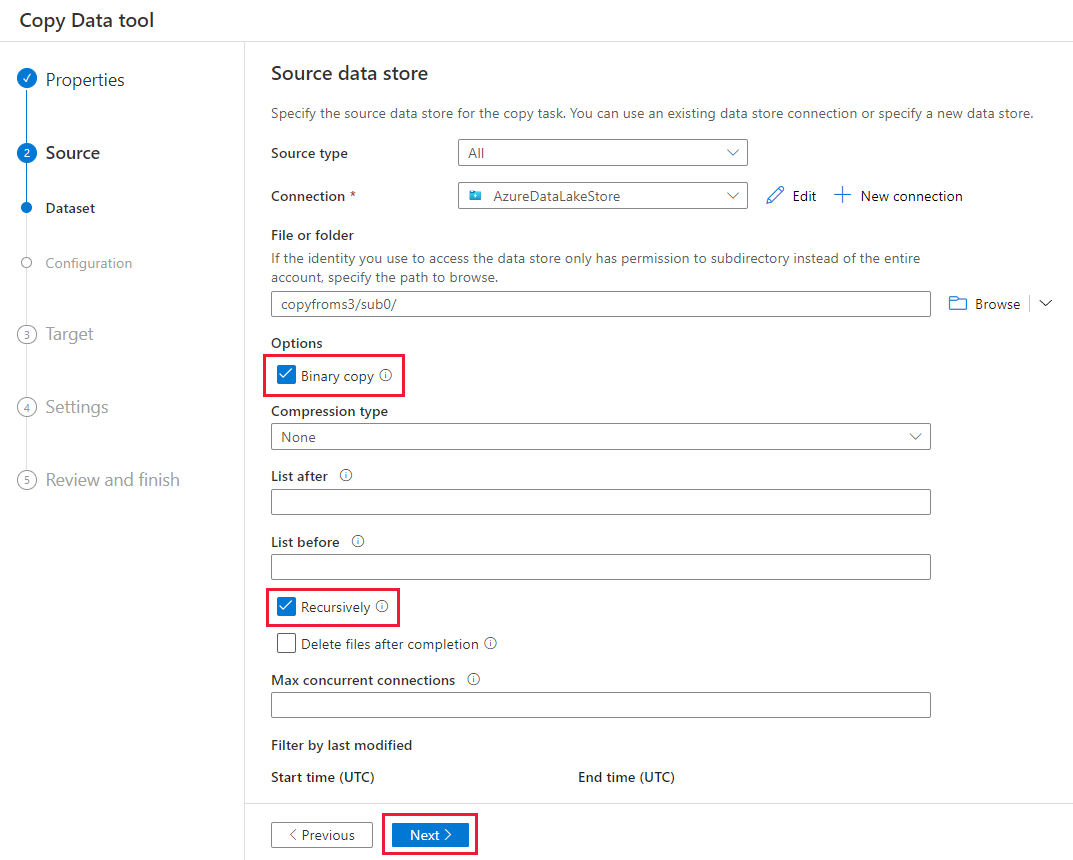 Copy Data tool
Properties
2 Source
Dataset
Configuration
3 Target
4 Settings
5 Review and finish
Source data store
Specify the source data store for the copy task. You can use an existing data store connection or specify a new data store.
Source type All
Connection * AzureDataLakeStore Edit New connection
File or folder
If the identity you use to access the data store only has permission to subdirectory instead of the entire
account, specify the path to browse.
copyfroms3/sub0/ Browse
Options
Binary copy
Compression type
None
List after
List before
Recursively
Delete files after completion
Max concurrent connections
Filter by last modified
Start time (UTC) End time (UTC)
Previous Next